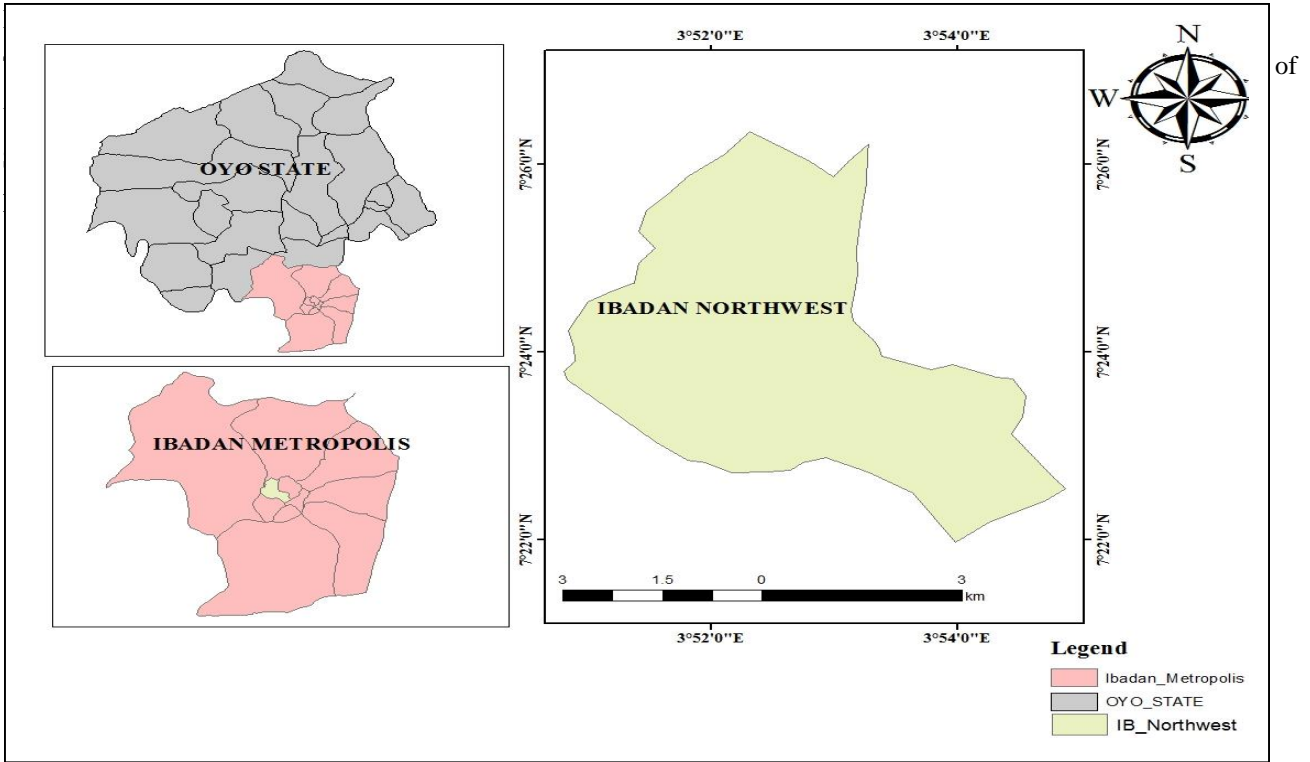 OYO STATE
IBADAN METROPOLIS
3°52'0"E
3°54'0"E
7°26'0"N
7°26'0"N
IBADAN NORTHWEST
7°24'0"N
7°24'0"N
7°22'0"N
7°22'0"N
3
1.5
0
3
km
3°52'0"E
3°54'0"E
N
W
S
of
Legend
Ibadan_Metropolis
OYO_STATE
IB_Northwest